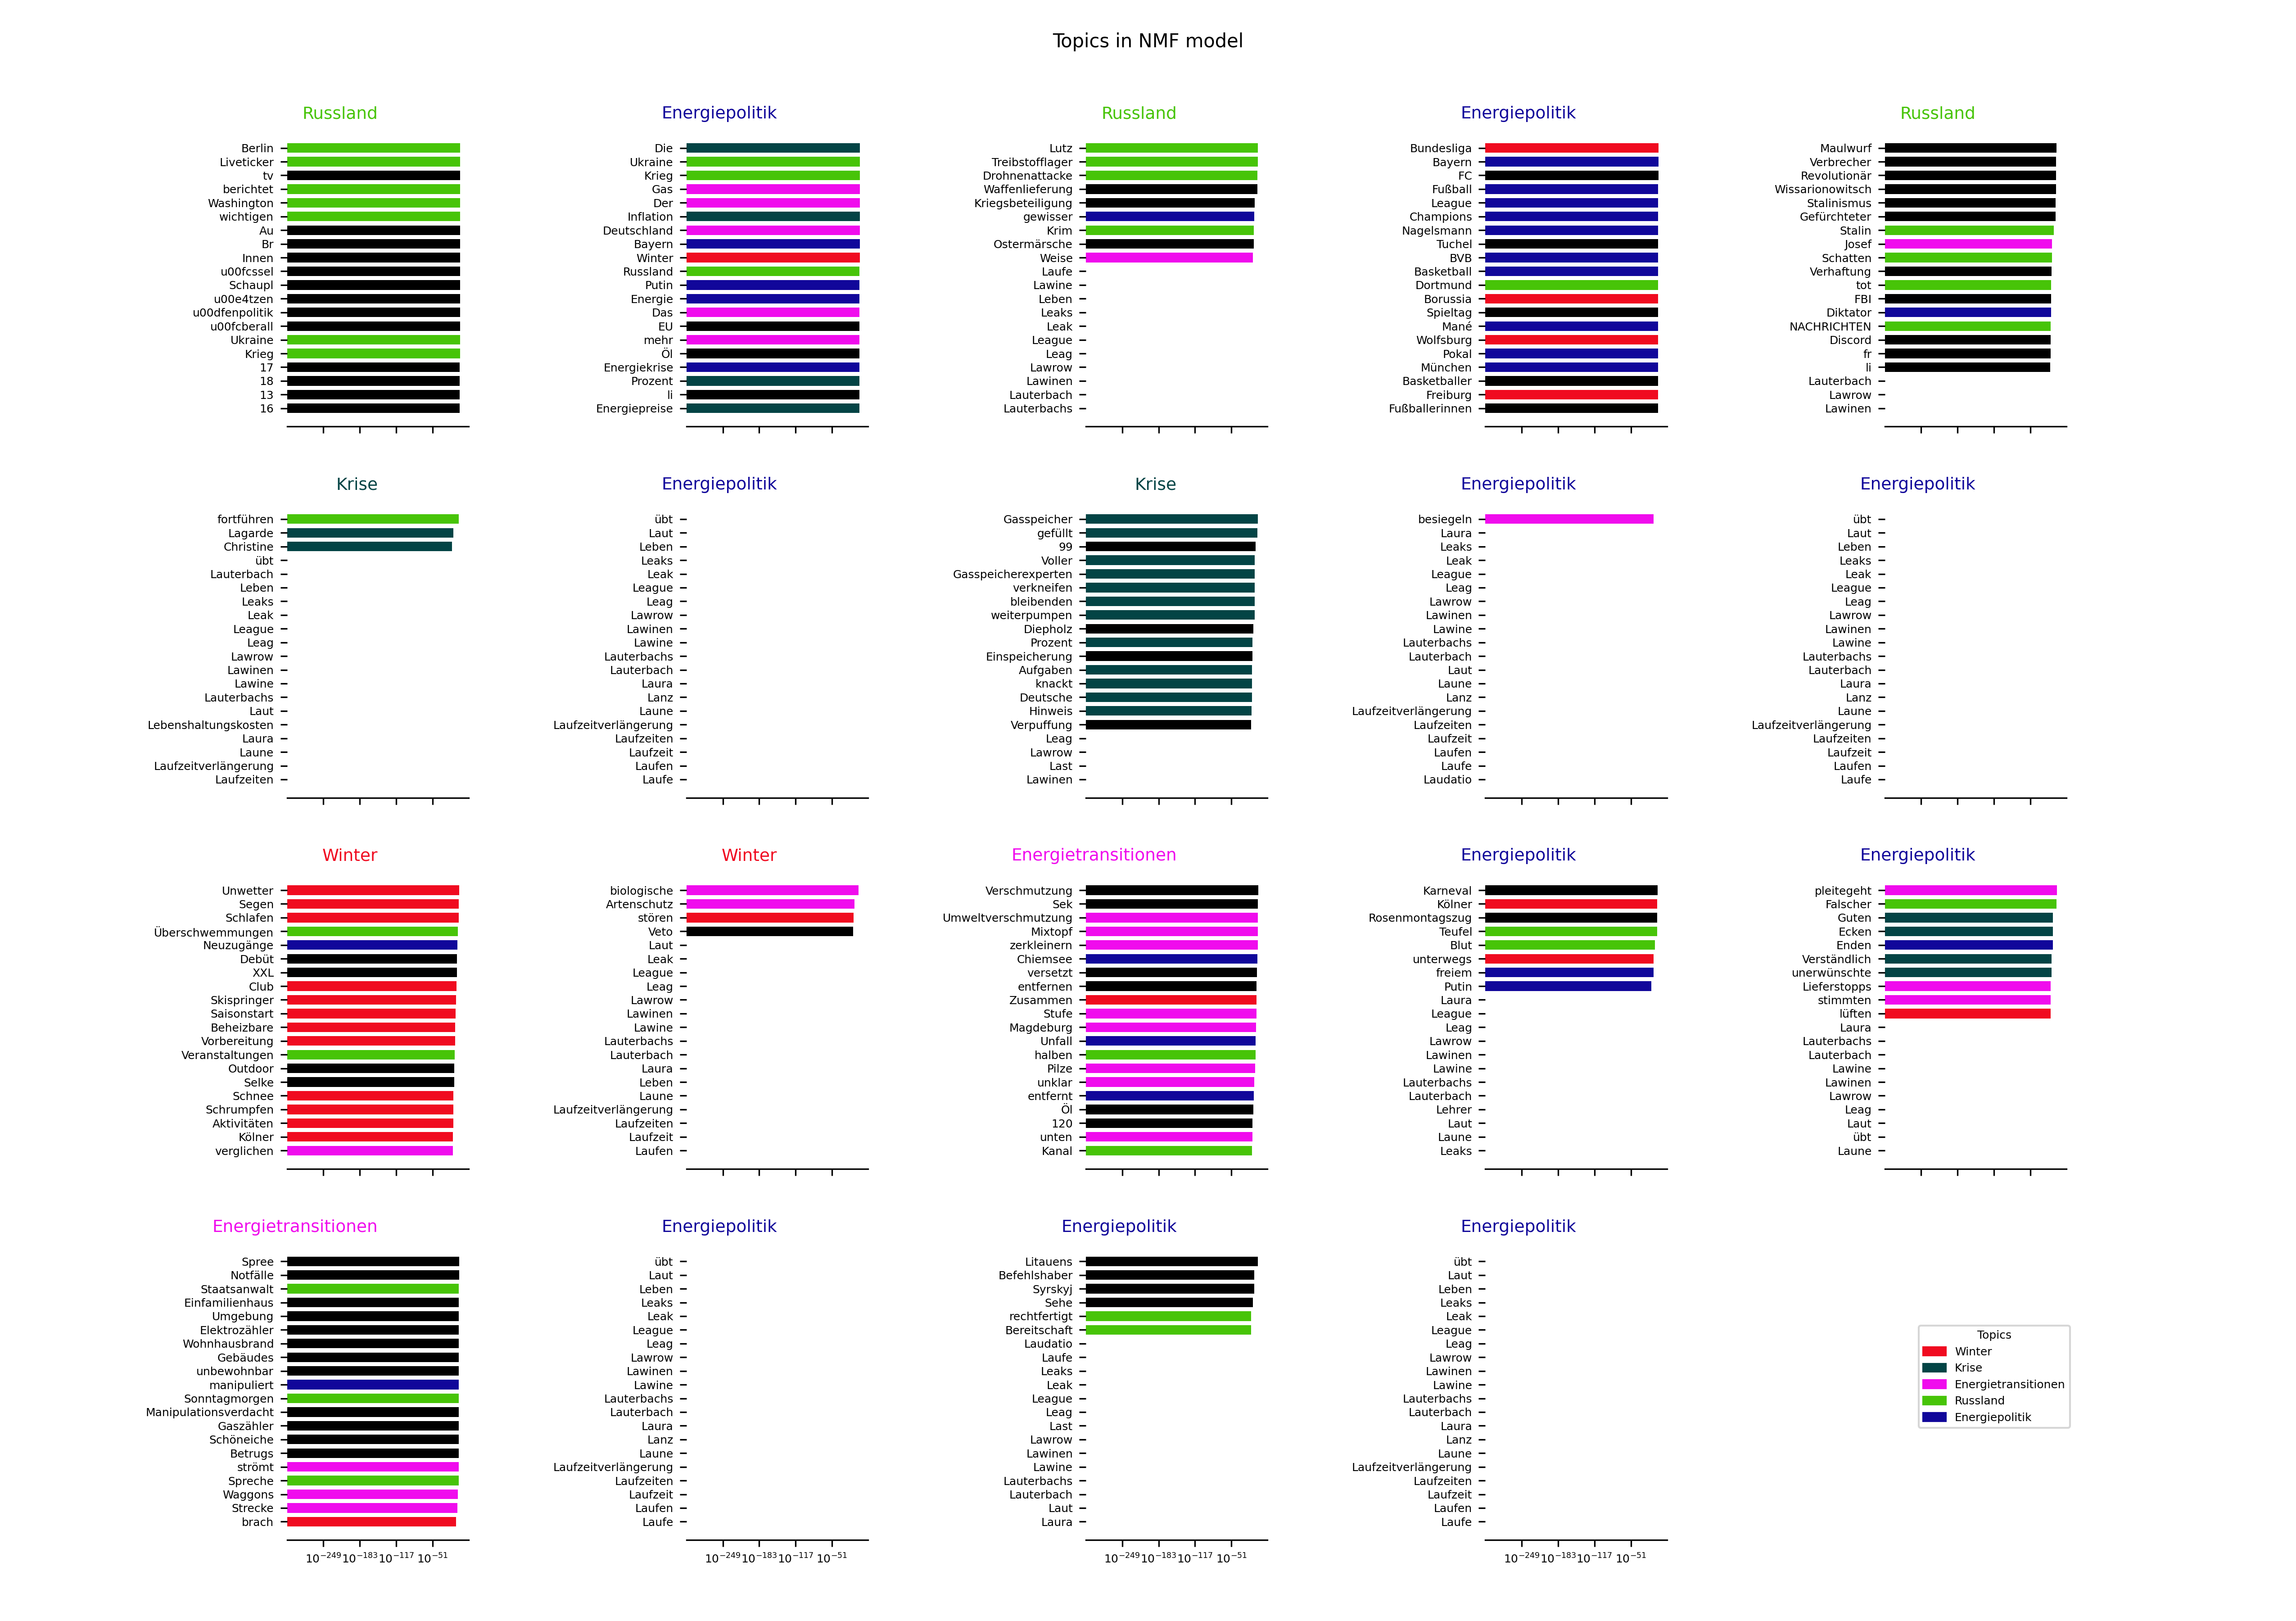 Topics in NMF model
Russland
Berlin
Liveticker
tv
berichtet
Washington
wichtigen
Au
Br
Innen
u00fcssel
Schaupl
u00e4tzen
u00dfenpolitik
u00fcberall
Ukraine
Krieg
17
18
13
16
Energiepolitik
Die
Ukraine
Krieg
Gas
Der
Inflation
Deutschland
Bayern
Winter
Russland
Putin
Energie
Das
EU
mehr
Öl
Energiekrise
Prozent
li
Energiepreise
Russland
Lutz
Treibstofflager
Drohnenattacke
Waffenlieferung
Kriegsbeteiligung
gewisser
Krim
Ostermärsche
Weise
Laufe
Lawine
Leben
Leaks
Leak
League
Leag
Lawrow
Lawinen
Lauterbach
Lauterbachs
Energiepolitik
Bundesliga
Bayern
FC
Fußball
League
Champions
Nagelsmann
Tuchel
BVB
Basketball
Dortmund
Borussia
Spieltag
Mané
Wolfsburg
Pokal
München
Basketballer
Freiburg
Fußballerinnen
Russland
Maulwurf
Verbrecher
Revolutionär
Wissarionowitsch
Stalinismus
Gefürchteter
Stalin
Josef
Schatten
Verhaftung
tot
FBI
Diktator
NACHRICHTEN
Discord
fr
li
Lauterbach
Lawrow
Lawinen
Krise
fortführen
Lagarde
Christine
übt
Lauterbach
Leben
Leaks
Leak
League
Leag
Lawrow
Lawinen
Lawine
Lauterbachs
Laut
Lebenshaltungskosten
Laura
Laune
Laufzeitverlängerung
Laufzeiten
Energiepolitik
übt
Laut
Leben
Leaks
Leak
League
Leag
Lawrow
Lawinen
Lawine
Lauterbachs
Lauterbach
Laura
Lanz
Laune
Laufzeitverlängerung
Laufzeiten
Laufzeit
Laufen
Laufe
Krise
Gasspeicher
gefüllt
99
Voller
Gasspeicherexperten
verkneifen
bleibenden
weiterpumpen
Diepholz
Prozent
Einspeicherung
Aufgaben
knackt
Deutsche
Hinweis
Verpuffung
Leag
Lawrow
Last
Lawinen
Energiepolitik
besiegeln
Laura
Leaks
Leak
League
Leag
Lawrow
Lawinen
Lawine
Lauterbachs
Lauterbach
Laut
Laune
Lanz
Laufzeitverlängerung
Laufzeiten
Laufzeit
Laufen
Laufe
Laudatio
Energiepolitik
übt
Laut
Leben
Leaks
Leak
League
Leag
Lawrow
Lawinen
Lawine
Lauterbachs
Lauterbach
Laura
Lanz
Laune
Laufzeitverlängerung
Laufzeiten
Laufzeit
Laufen
Laufe
Winter
Unwetter
Segen
Schlafen
Überschwemmungen
Neuzugänge
Debüt
XXL
Club
Skispringer
Saisonstart
Beheizbare
Vorbereitung
Veranstaltungen
Outdoor
Selke
Schnee
Schrumpfen
Aktivitäten
Kölner
verglichen
Winter
biologische
Artenschutz
stören
Veto
Laut
Leak
League
Leag
Lawrow
Lawinen
Lawine
Lauterbachs
Lauterbach
Laura
Leben
Laune
Laufzeitverlängerung
Laufzeiten
Laufzeit
Laufen
Energietransitionen
Verschmutzung
Sek
Umweltverschmutzung
Mixtopf
zerkleinern
Chiemsee
versetzt
entfernen
Zusammen
Stufe
Magdeburg
Unfall
halben
Pilze
unklar
entfernt
Öl
120
unten
Kanal
Energiepolitik
Karneval
Kölner
Rosenmontagszug
Teufel
Blut
unterwegs
freiem
Putin
Laura
League
Leag
Lawrow
Lawinen
Lawine
Lauterbachs
Lauterbach
Lehrer
Laut
Laune
Leaks
Energiepolitik
pleitegeht
Falscher
Guten
Ecken
Enden
Verständlich
unerwünschte
Lieferstopps
stimmten
lüften
Laura
Lauterbachs
Lauterbach
Lawine
Lawinen
Lawrow
Leag
Laut
übt
Laune
Energietransitionen
Spree
Notfälle
Staatsanwalt
Einfamilienhaus
Umgebung
Elektrozähler
Wohnhausbrand
Gebäudes
unbewohnbar
manipuliert
Sonntagmorgen
Manipulationsverdacht
Gaszähler
Schöneiche
Betrugs
strömt
Spreche
Waggons
Strecke
brach
10⁻²⁴⁹ 10⁻¹⁸³ 10⁻¹¹⁷ 10⁻⁵¹
Energiepolitik
übt
Laut
Leben
Leaks
Leak
League
Leag
Lawrow
Lawinen
Lawine
Lauterbachs
Lauterbach
Laura
Lanz
Laune
Laufzeitverlängerung
Laufzeiten
Laufzeit
Laufen
Laufe
10⁻²⁴⁹ 10⁻¹⁸³ 10⁻¹¹⁷ 10⁻⁵¹
Energiepolitik
Litauens
Befehlshaber
Syrskyj
Sehe
rechtfertigt
Bereitschaft
Laudatio
Laufe
Leaks
Leak
League
Leag
Last
Lawrow
Lawinen
Lawine
Lauterbachs
Lauterbach
Laut
Laura
10⁻²⁴⁹ 10⁻¹⁸³ 10⁻¹¹⁷ 10⁻⁵¹
Energiepolitik
übt
Laut
Leben
Leaks
Leak
League
Leag
Lawrow
Lawinen
Lawine
Lauterbachs
Lauterbach
Laura
Lanz
Laune
Laufzeitverlängerung
Laufzeiten
Laufzeit
Laufen
Laufe
10⁻²⁴⁹ 10⁻¹⁸³ 10⁻¹¹⁷ 10⁻⁵¹
Topics
Winter
Krise
Energietransitionen
Russland
Energiepolitik